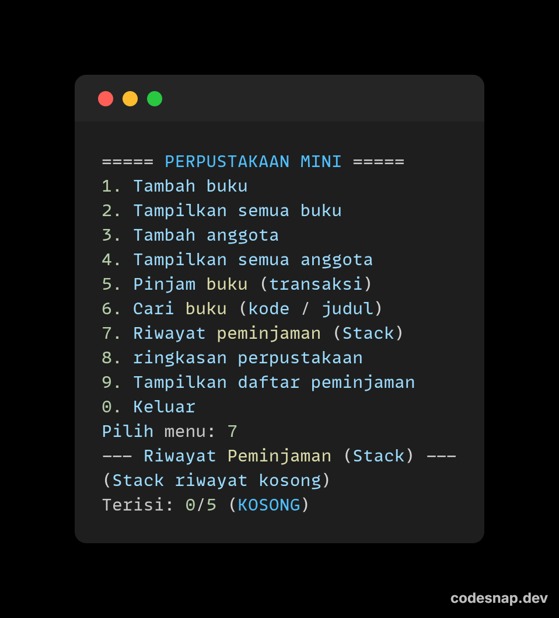 ===== PERPUSTAKAAN MINI =====
1. Tambah buku
2. Tampilkan semua buku
3. Tambah anggota
4. Tampilkan semua anggota
5. Pinjam buku (transaksi)
6. Cari buku (kode / judul)
7. Riwayat peminjaman (Stack)
8. ringkasan perpustakaan
9. Tampilkan daftar peminjaman
0. Keluar
Pilih menu: 7
--- Riwayat Peminjaman (Stack) ---
(Stack riwayat kosong)
Terisi: 0/5 (KOSONG)
codesnap.dev